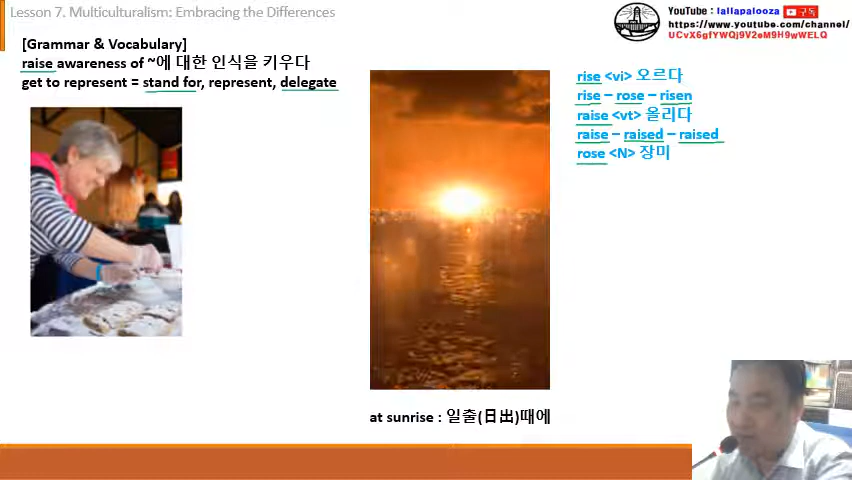 Lesson 7. Multiculturalism: Embracing the Differences
YouTube : lallapalooza 구독
https://www.youtube.com/channel/
UCvX6gfYWQj9V2eM9H9wWELQ
[Grammar & Vocabulary]
raise awareness of ~에 대한 인식을 키우다
get to represent = stand for, represent, delegate
rise <vi> 오르다
rise – rose – risen
raise <vt> 올리다
raise – raised – raised
rose <N> 장미
at sunrise : 일출(日出)때에